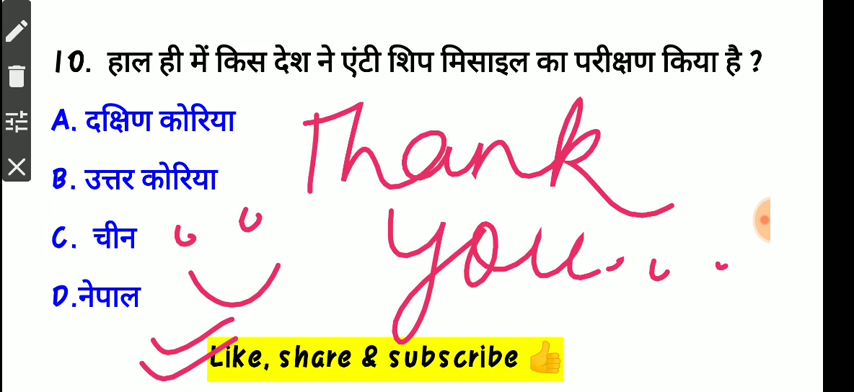 10. हाल ही में किस देश ने एंटी शिप मिसाइल का परीक्षण किया है ?
A. दक्षिण कोरिया
B. उत्तर कोरिया
C. चीन
D.नेपाल
Thank
you...
Like, share & subscribe 👍